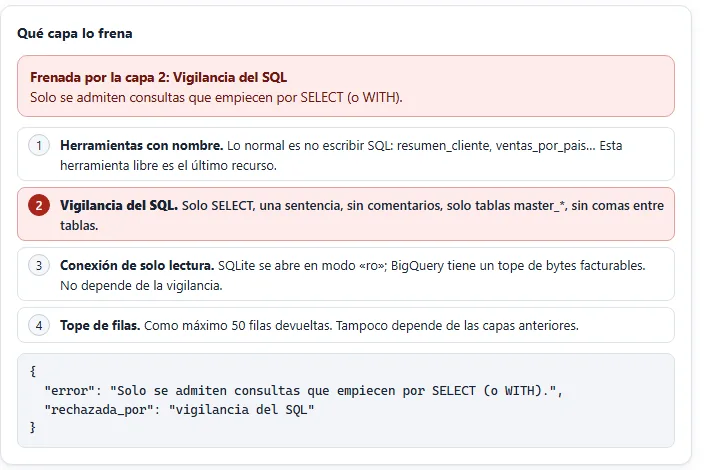 Qué capa lo frena
Frenada por la capa 2: Vigilancia del SQL
Solo se admiten consultas que empiecen por SELECT (o WITH).
1 Herramientas con nombre. Lo normal es no escribir SQL: resumen_cliente, ventas_por_pais... Esta
herramienta libre es el último recurso.
2 Vigilancia del SQL. Solo SELECT, una sentencia, sin comentarios, solo tablas master_*, sin comas entre
tablas.
3 Conexión de solo lectura. SQLite se abre en modo «ro»; BigQuery tiene un tope de bytes facturables.
No depende de la vigilancia.
4 Tope de filas. Como máximo 50 filas devueltas. Tampoco depende de las capas anteriores.
{
"error": "Solo se admiten consultas que empiecen por SELECT (o WITH).",
"rechazada_por": "vigilancia del SQL"
}